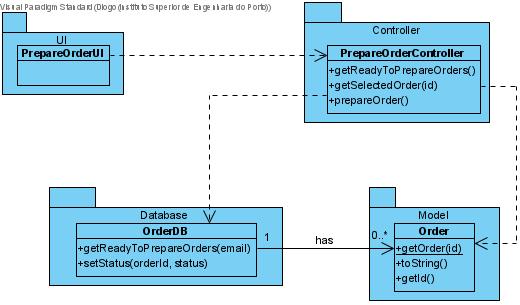 Visual Paradigm Standard (Diogo (Instituto Superior de Engenharia do Porto))
UI
PrepareOrderUI
Controller
PrepareOrderController
+getReadyToPrepareOrders()
+getSelectedOrder(id)
+prepareOrder()
Database
OrderDB
+getReadyToPrepareOrders(email)
+setStatus(orderId, status)
1
has
0..*
Model
Order
+getOrder(id)
+toString()
+getId()